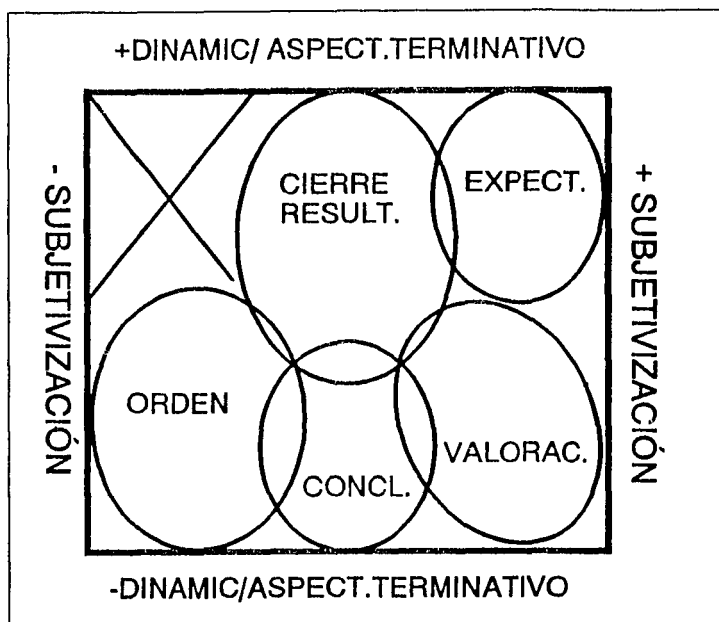 +DINAMIC/ ASPECT.TERMINATIVO
- SUBJETIVIZACIÓN
CIERRE
RESULT.
EXPECT.
+ SUBJETIVIZACIÓN
ORDEN
CONCL.
VALORAC.
-DINAMIC/ASPECT.TERMINATIVO